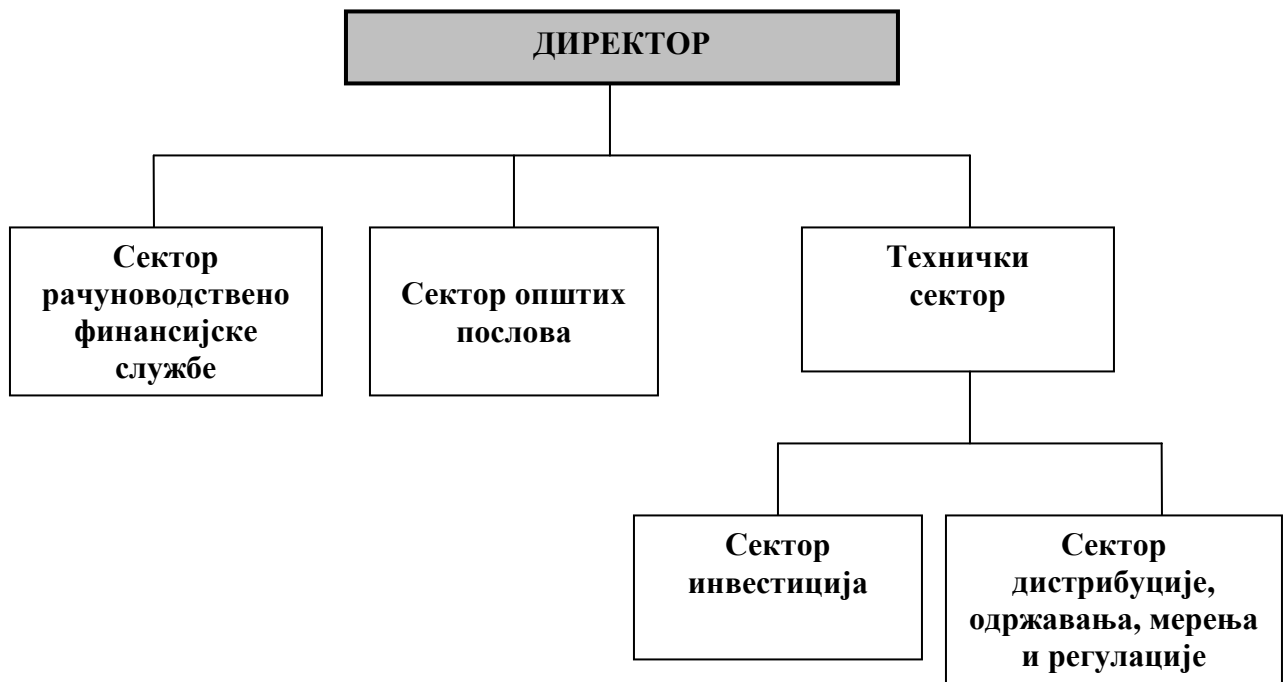 ДИРЕКТОР
Сектор
рачуноводствено
финансијске
службе
Сектор општих
послова
Технички
сектор
Сектор
инвестиција
Сектор
дистрибуције,
одржавања, мерења
и регулације